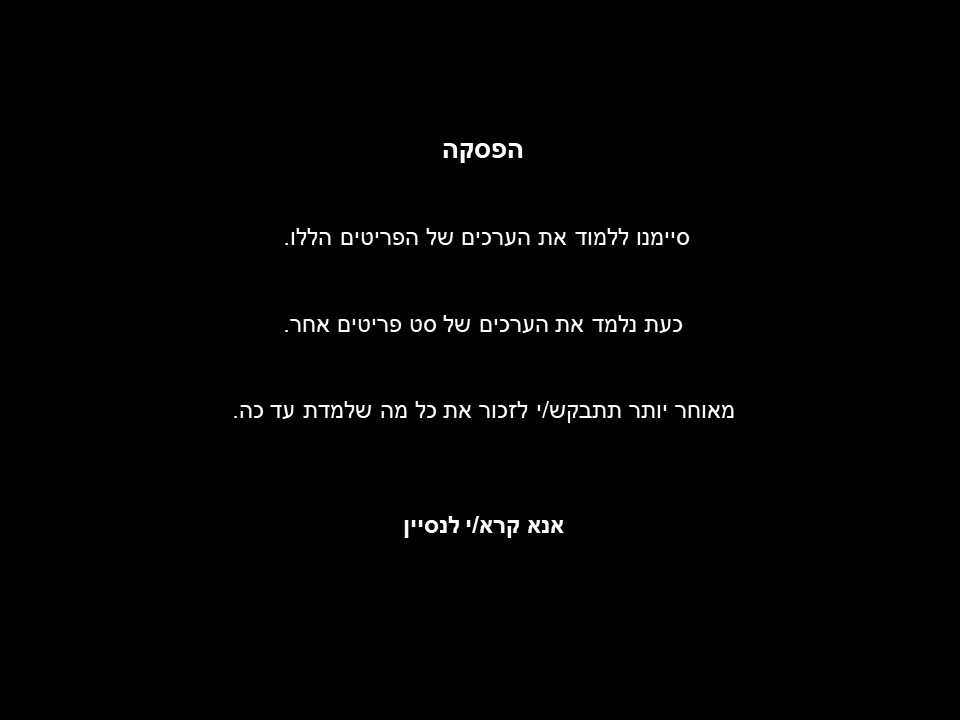 הפסקה
סיימנו ללמוד את הערכים של הפריטים הללו.
כעת נלמד את הערכים של סט פריטים אחר.
מאוחר יותר תתבקש/י לזכור את כל מה שלמדת עד כה.
אנא קרא/י לנסיין